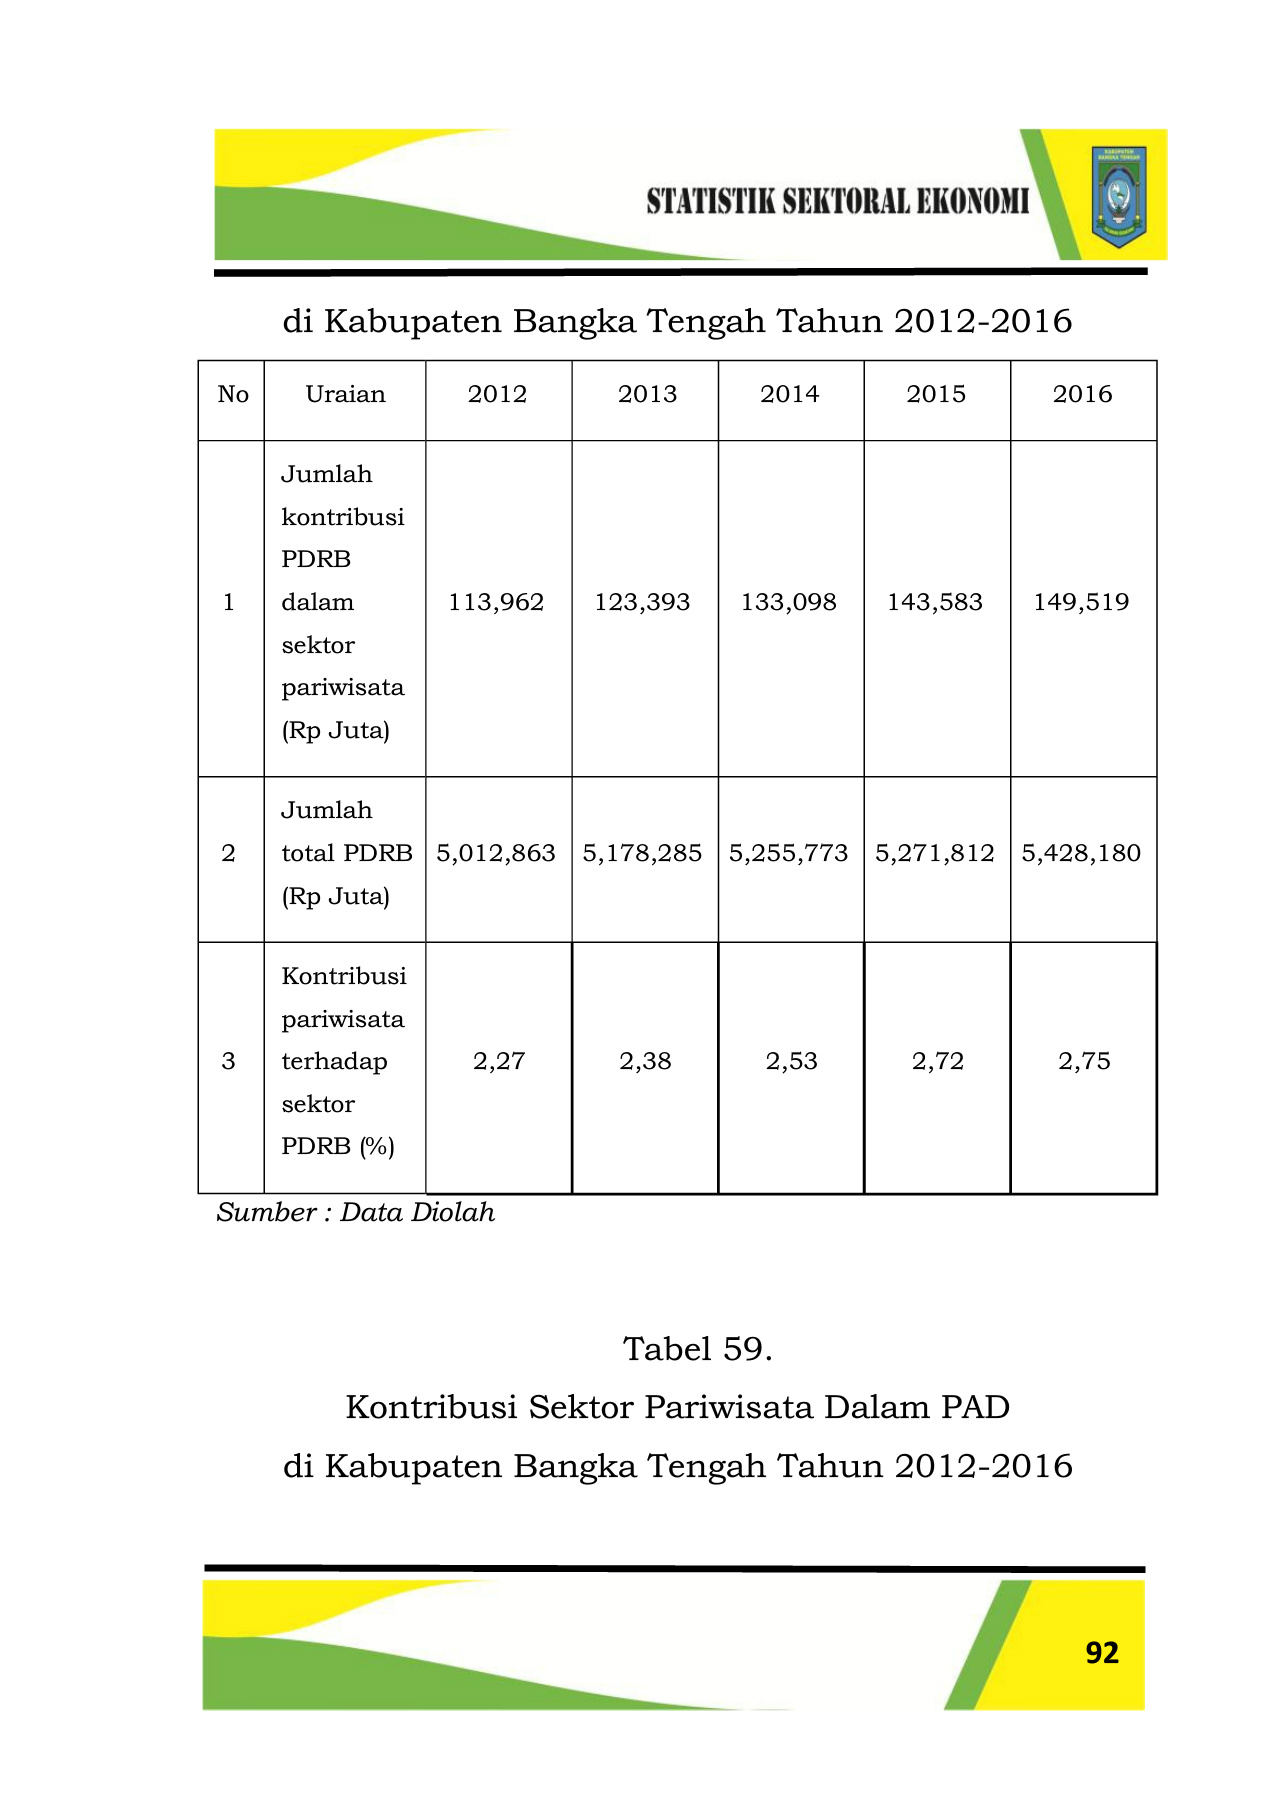 STATISTIK SEKTORAL EKONOMI
KABUPATEN
BANGKA TENGAH
di Kabupaten Bangka Tengah Tahun 2012-2016
No Uraian 2012 2013 2014 2015 2016
1 Jumlah
kontribusi
PDRB
dalam
sektor
pariwisata
(Rp Juta) 113,962 123,393 133,098 143,583 149,519
2 Jumlah
total PDRB
(Rp Juta) 5,012,863 5,178,285 5,255,773 5,271,812 5,428,180
3 Kontribusi
pariwisata
terhadap
sektor
PDRB (%) 2,27 2,38 2,53 2,72 2,75
Sumber : Data Diolah
Tabel 59.
Kontribusi Sektor Pariwisata Dalam PAD
di Kabupaten Bangka Tengah Tahun 2012-2016
92